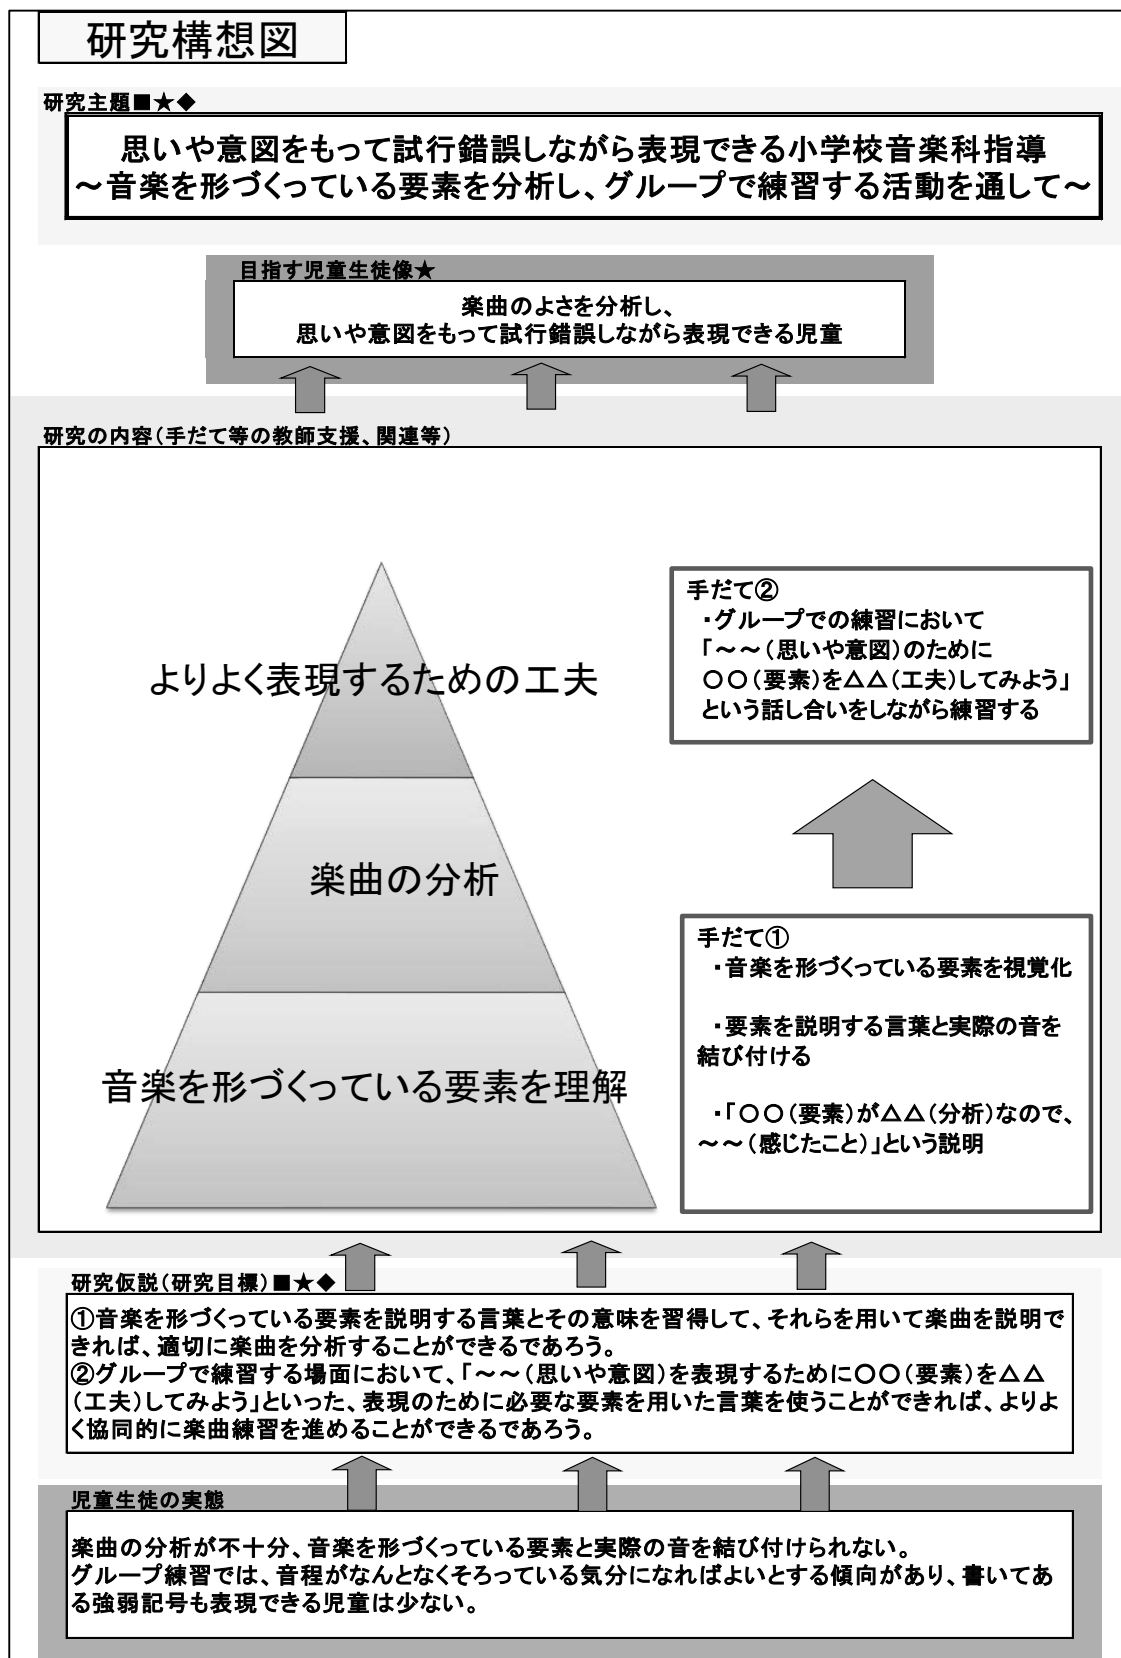 研究構想図
研究主題■★◆
思いや意図をもって試行錯誤しながら表現できる小学校音楽科指導
～音楽を形づくっている要素を分析し、グループで練習する活動を通して～
目指す児童生徒像★
楽曲のよさを分析し、
思いや意図をもって試行錯誤しながら表現できる児童
研究の内容（手だて等の教師支援、関連等）
よりよく表現するための工夫
楽曲の分析
音楽を形づくっている要素を理解
手だて②
・グループでの練習において
「～～（思いや意図）のために
○○（要素）を△△（工夫）してみよう」
という話し合いをしながら練習する
手だて①
・音楽を形づくっている要素を視覚化
・要素を説明する言葉と実際の音を
結び付ける
・「○○（要素）が△△（分析）なので、
～～（感じたこと）」という説明
研究仮説（研究目標）■★◆
①音楽を形づくっている要素を説明する言葉とその意味を習得して、それらを用いて楽曲を説明で
きれば、適切に楽曲を分析することができるであろう。
②グループで練習する場面において、「～～（思いや意図）を表現するために○○（要素）を△△
（工夫）してみよう」といった、表現のために必要な要素を用いた言葉を使うことができれば、よりよ
く協同的に楽曲練習を進めることができるであろう。
児童生徒の実態
楽曲の分析が不十分、音楽を形づくっている要素と実際の音を結び付けられない。
グループ練習では、音程がなんとなくそろっている気分になればよいとする傾向があり、書いてあ
る強弱記号も表現できる児童は少ない。